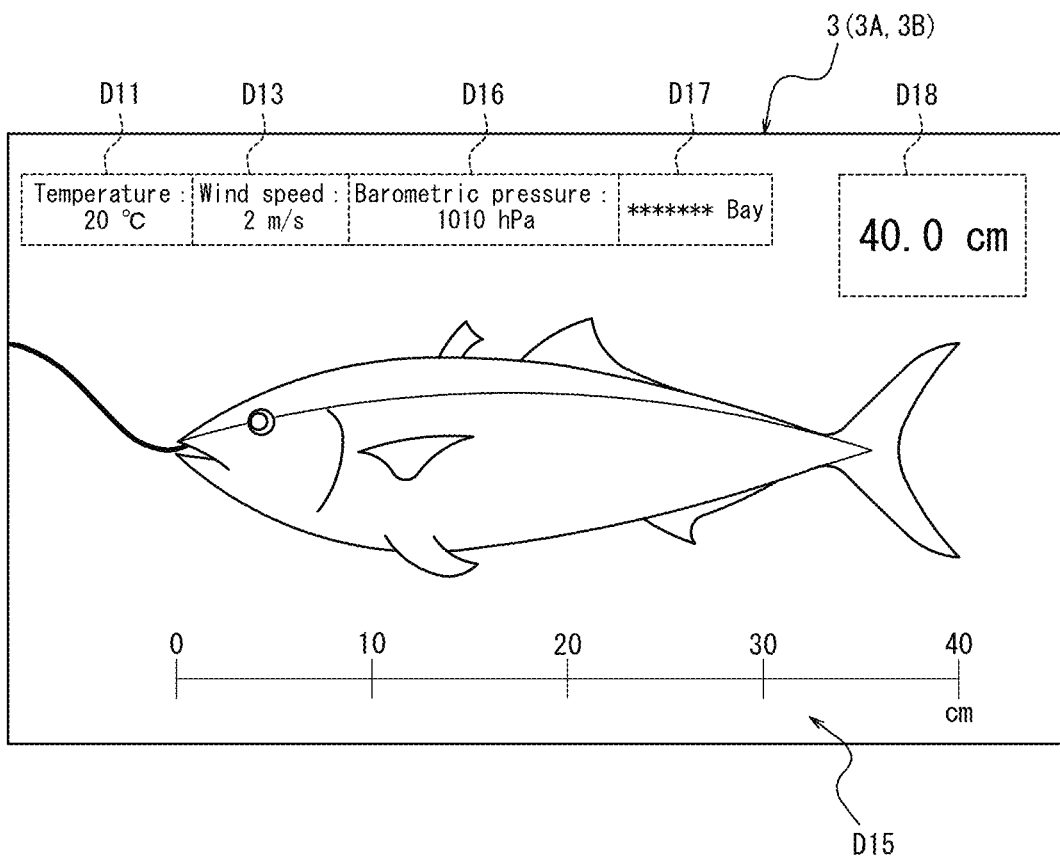 3(3A, 3B)
D11 D13 D16 D17 D18
Temperature : Wind speed : Barometric pressure :
20 ℃ 2 m/s 1010 hPa ******* Bay
40.0 cm
0 10 20 30 40
cm
D15